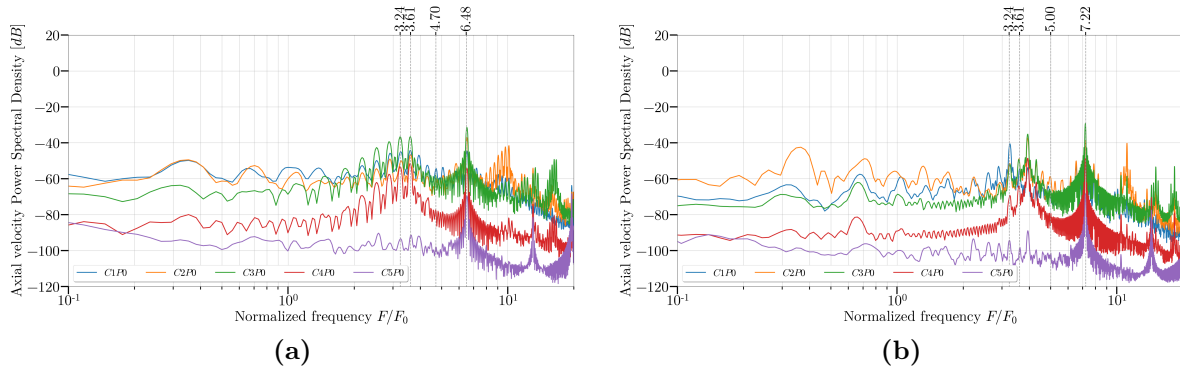 3.24
3.61
4.70
6.48
20
0
−20
−40
−60
−80
−100
−120
Axial velocity Power Spectral Density [dB]
C1P0 C2P0 C3P0 C4P0 C5P0
10⁻¹ 10⁰ 10¹
Normalized frequency F/F₀
(a)
3.24
3.61
5.00
7.22
20
0
−20
−40
−60
−80
−100
−120
Axial velocity Power Spectral Density [dB]
C1P0 C2P0 C3P0 C4P0 C5P0
10⁻¹ 10⁰ 10¹
Normalized frequency F/F₀
(b)